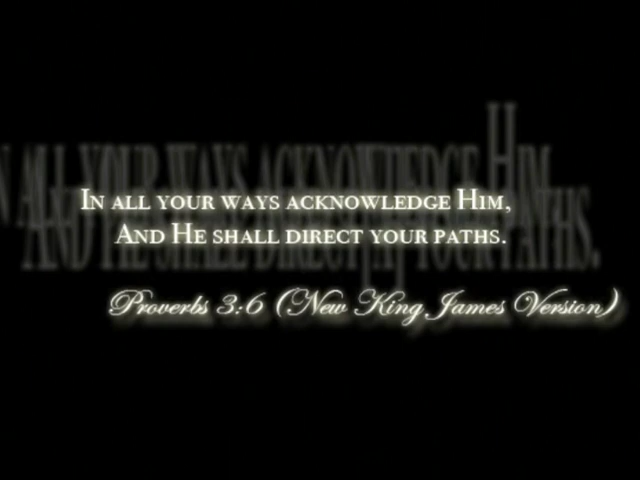 In all your ways acknowledge Him,
And He shall direct your paths.
Proverbs 3:6 (New King James Version)